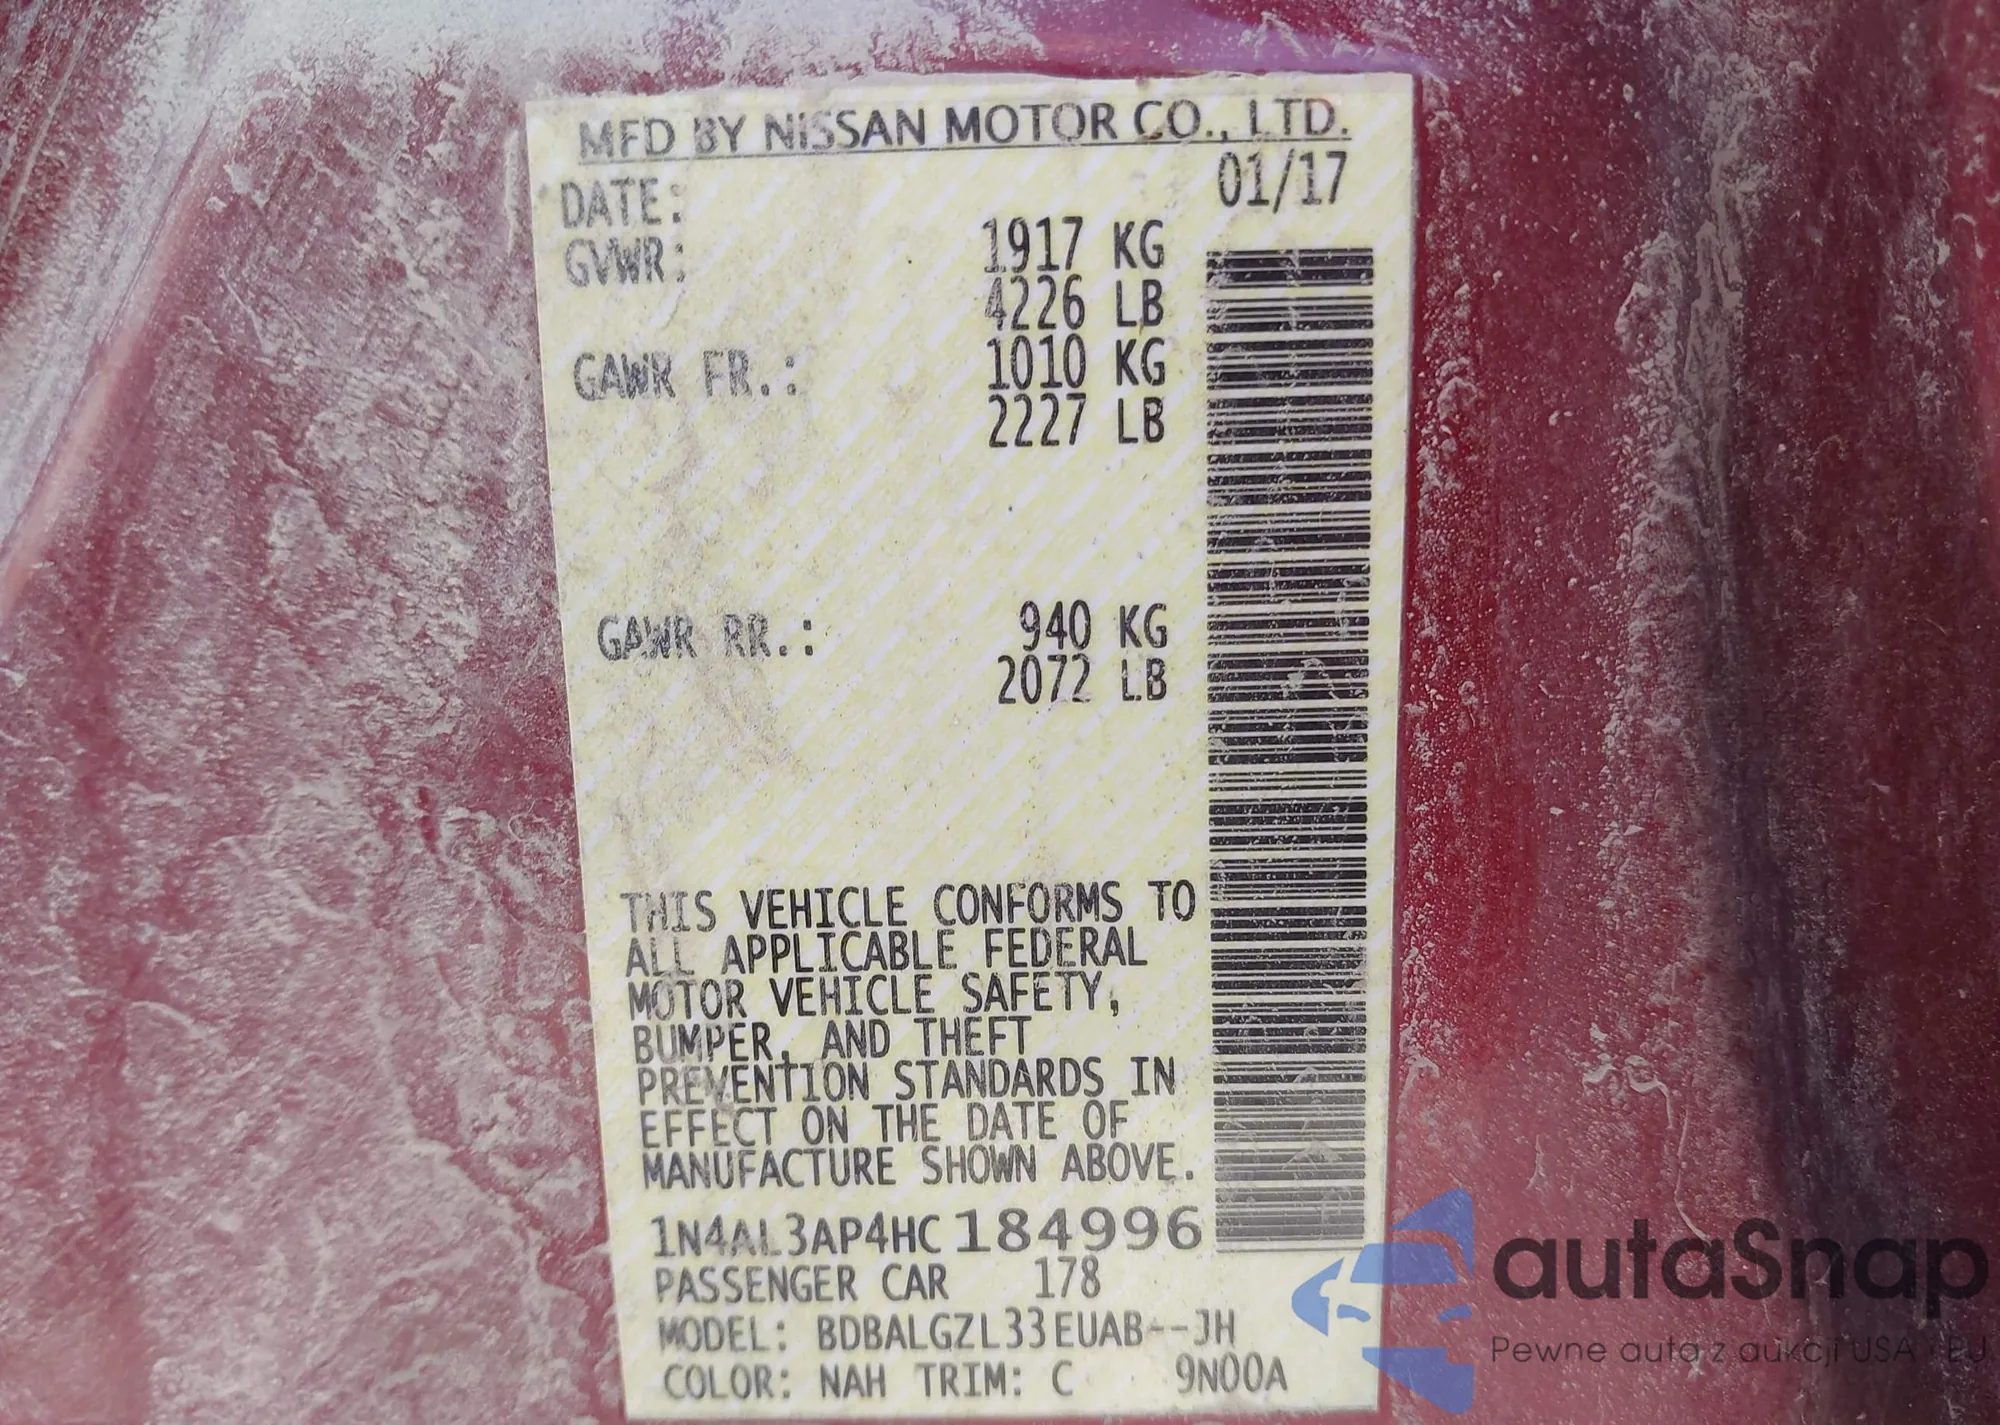 MFD BY NISSAN MOTOR CO., LTD.
DATE: 01/17
GVWR: 1917 KG
4226 LB
GAWR FR.: 1010 KG
2227 LB
GAWR RR.: 940 KG
2072 LB
THIS VEHICLE CONFORMS TO
ALL APPLICABLE FEDERAL
MOTOR VEHICLE SAFETY,
BUMPER, AND THEFT
PREVENTION STANDARDS IN
EFFECT ON THE DATE OF
MANUFACTURE SHOWN ABOVE.
1N4AL3AP4HC184996
PASSENGER CAR 178
MODEL: BDBALGZL33EUAB--JH
COLOR: NAH TRIM: C 9N00A
autaSnap
Pewne auta z aukcji USA i EU